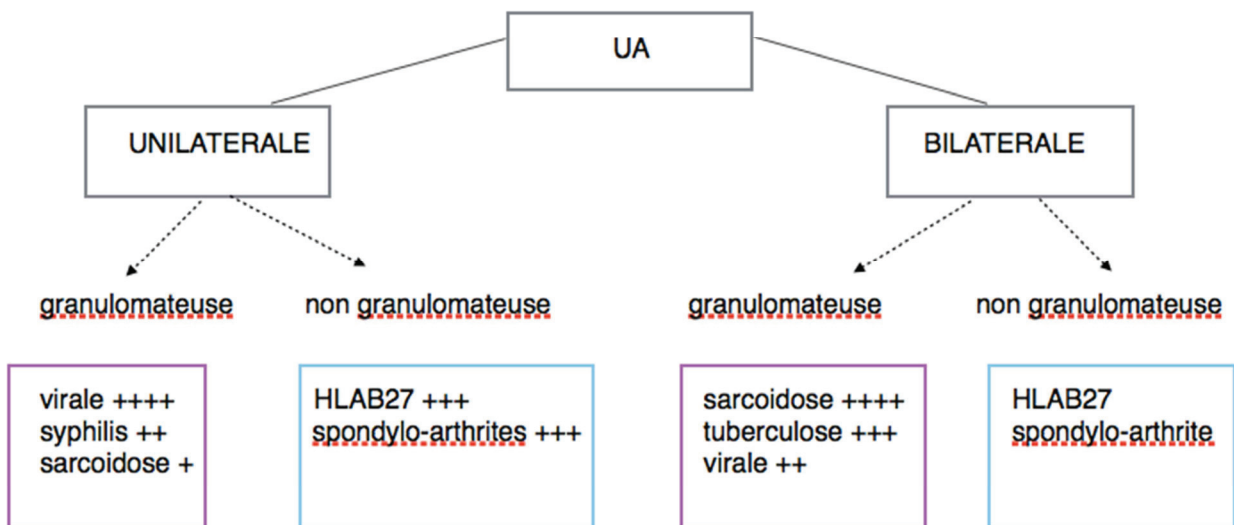 UA
UNILATERALE
BILATERALE
granulomateuse
non granulomateuse
granulomateuse
non granulomateuse
virale ++++
syphilis ++
sarcoidose +
HLAB27 +++
spondylo-arthrites +++
sarcoidose ++++
tuberculose +++
virale ++
HLAB27
spondylo-arthrite